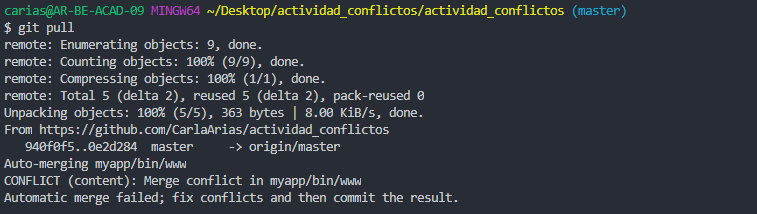 carias@AR-BE-ACAD-09 MINGW64 ~/Desktop/actividad_conflictos/actividad_conflictos (master)
$ git pull
remote: Enumerating objects: 9, done.
remote: Counting objects: 100% (9/9), done.
remote: Compressing objects: 100% (1/1), done.
remote: Total 5 (delta 2), reused 5 (delta 2), pack-reused 0
Unpacking objects: 100% (5/5), 363 bytes | 8.00 KiB/s, done.
From https://github.com/CarlaArias/actividad_conflictos
   940f0f5..0e2d284  master     -> origin/master
Auto-merging myapp/bin/www
CONFLICT (content): Merge conflict in myapp/bin/www
Automatic merge failed; fix conflicts and then commit the result.